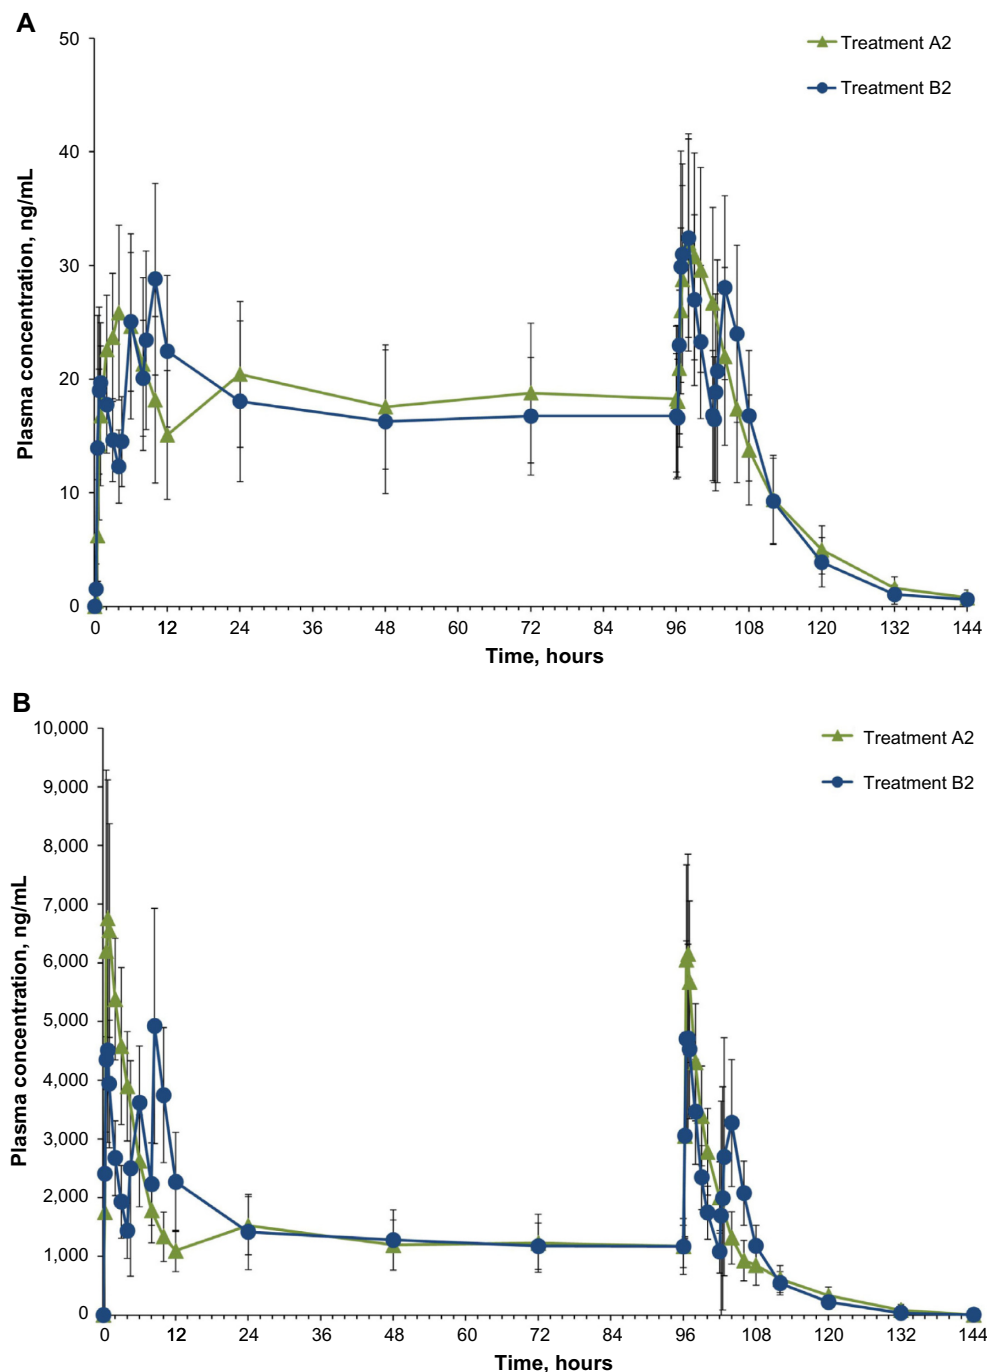 A
50
40
30
20
10
0
Plasma concentration, ng/mL
Treatment A2
Treatment B2
0 12 24 36 48 60 72 84 96 108 120 132 144
Time, hours
B
10,000
9,000
8,000
7,000
6,000
5,000
4,000
3,000
2,000
1,000
0
Plasma concentration, ng/mL
Treatment A2
Treatment B2
0 12 24 36 48 60 72 84 96 108 120 132 144
Time, hours